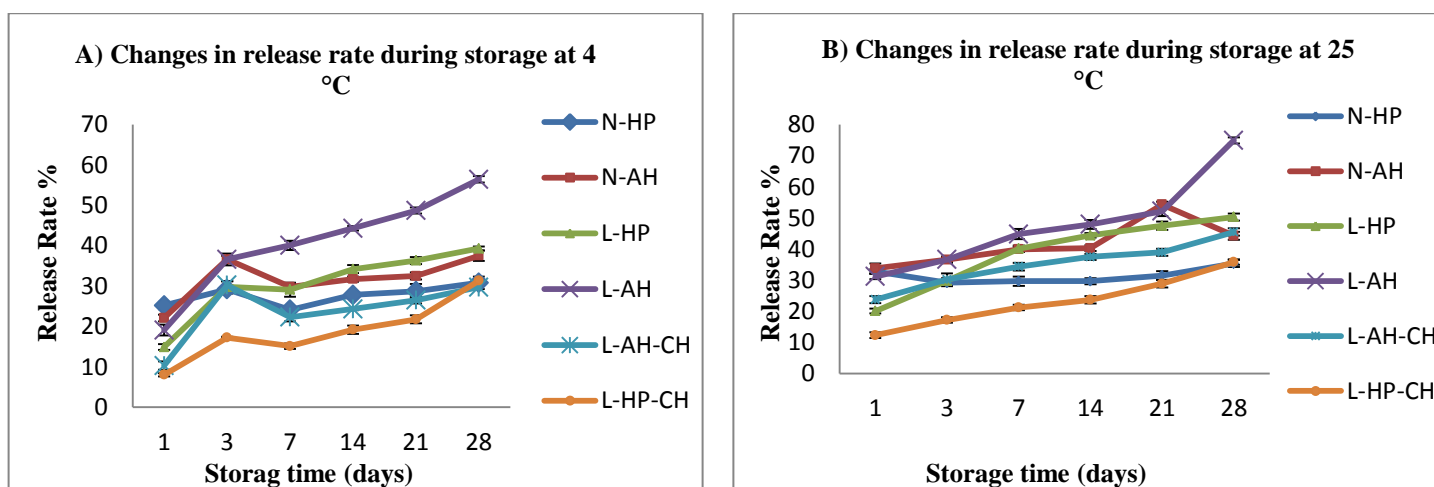 A) Changes in release rate during storage at 4
°C
70
60
50
40
30
20
10
0
Release Rate %
1 3 7 14 21 28
Storag time (days)
N-HP
N-AH
L-HP
L-AH
L-AH-CH
L-HP-CH
B) Changes in release rate during storage at 25
°C
80
70
60
50
40
30
20
10
0
Release Rate %
1 3 7 14 21 28
Storage time (days)
N-HP
N-AH
L-HP
L-AH
L-AH-CH
L-HP-CH